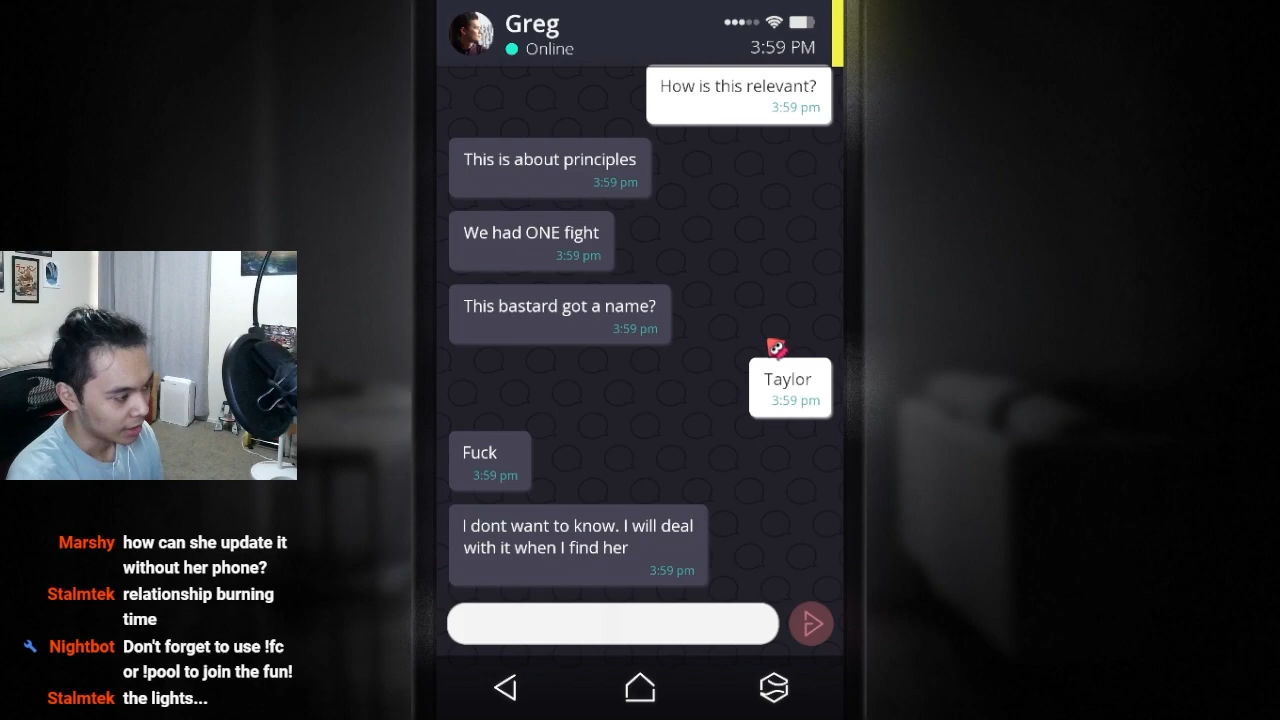 Greg
Online
3:59 PM
How is this relevant?
3:59 pm
This is about principles
3:59 pm
We had ONE fight
3:59 pm
This bastard got a name?
3:59 pm
Taylor
3:59 pm
Fuck
3:59 pm
I dont want to know. I will deal
with it when I find her
3:59 pm
Marshy how can she update it
without her phone?
Stalmtek relationship burning
time
Nightbot Don't forget to use !fc
or !pool to join the fun!
Stalmtek the lights...